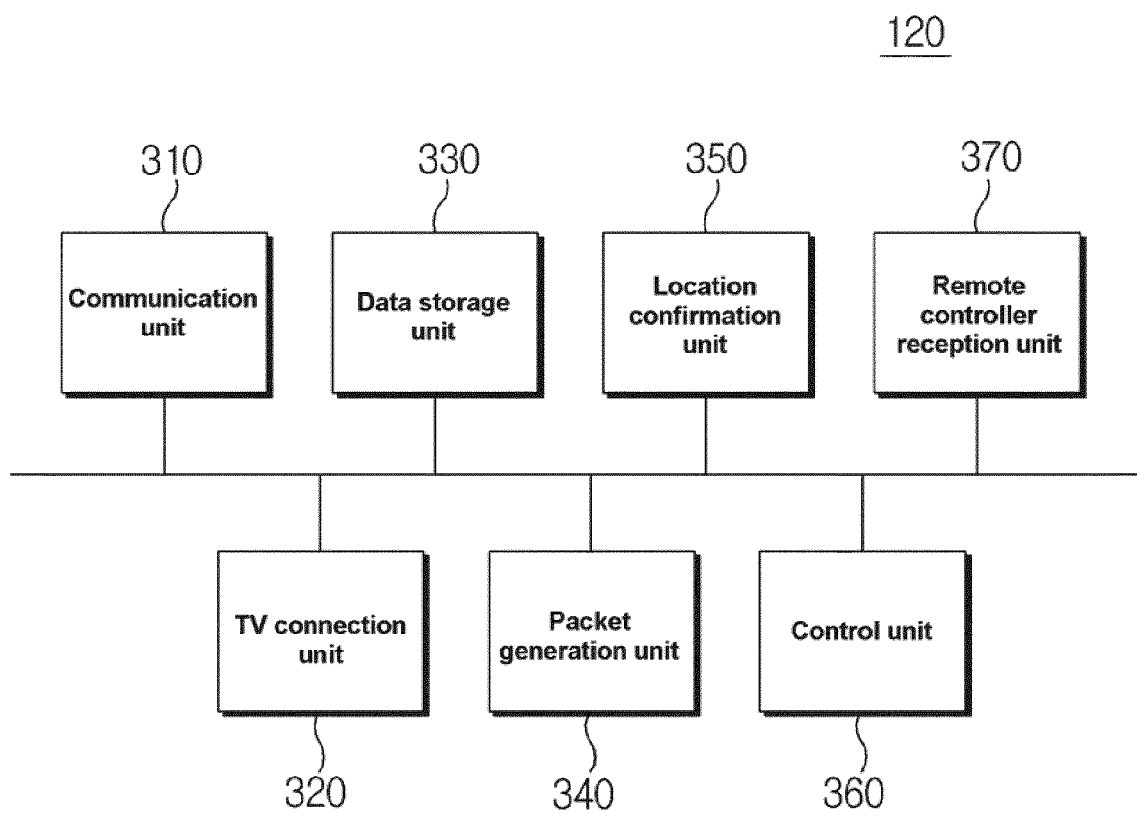 120
310
330
350
370
Communication
unit
Data storage
unit
Location
confirmation
unit
Remote
controller
reception unit
TV connection
unit
Packet
generation unit
Control unit
320
340
360